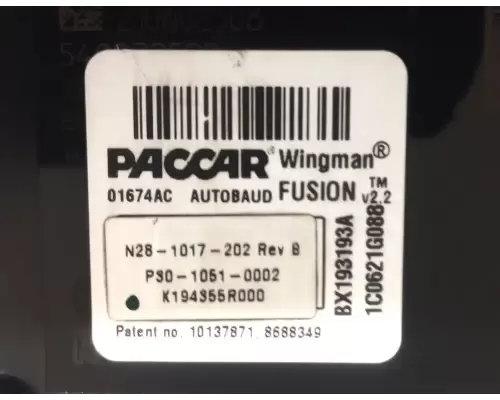 PACCAR Wingman®
01674AC AUTOBAUD FUSION™ v2.2
N28-1017-202 Rev B
P30-1051-0002
K194355R000
Patent no. 10137871, 8688349
BX193193A
1C0621G088